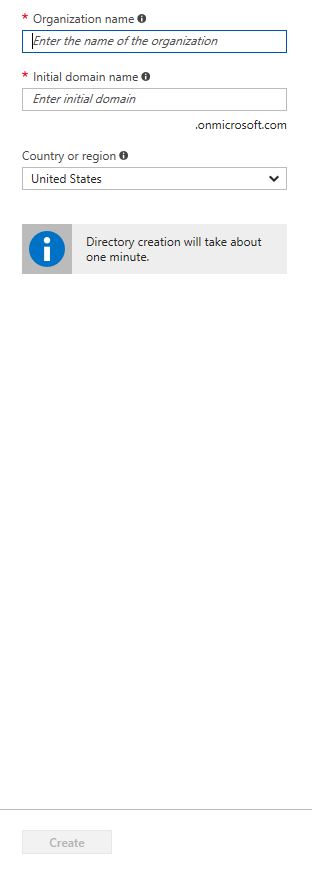 * Organization name
Enter the name of the organization
* Initial domain name
Enter initial domain
.onmicrosoft.com
Country or region
United States
Directory creation will take about
one minute.
Create